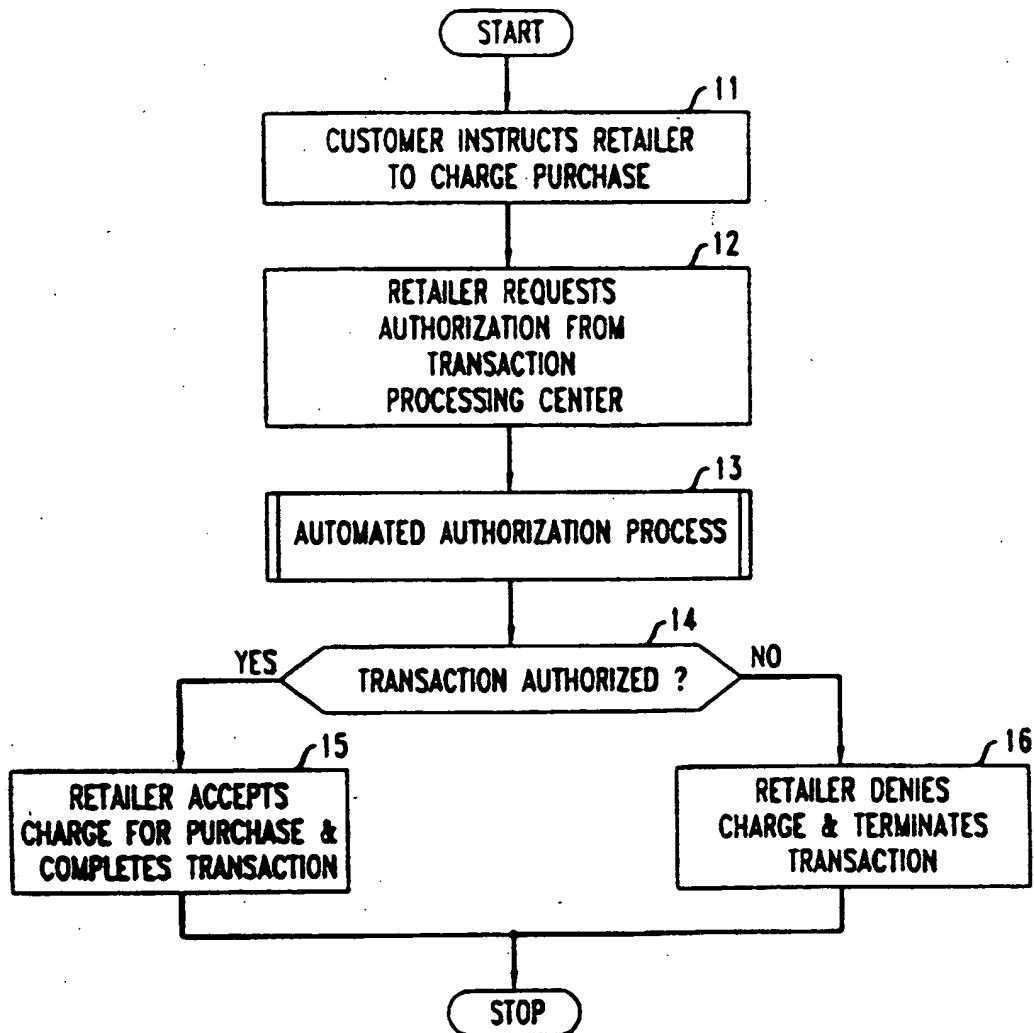 START
11
CUSTOMER INSTRUCTS RETAILER
TO CHARGE PURCHASE
12
RETAILER REQUESTS
AUTHORIZATION FROM
TRANSACTION
PROCESSING CENTER
13
AUTOMATED AUTHORIZATION PROCESS
14
YES
TRANSACTION AUTHORIZED ?
NO
15
RETAILER ACCEPTS
CHARGE FOR PURCHASE &
COMPLETES TRANSACTION
16
RETAILER DENIES
CHARGE & TERMINATES
TRANSACTION
STOP